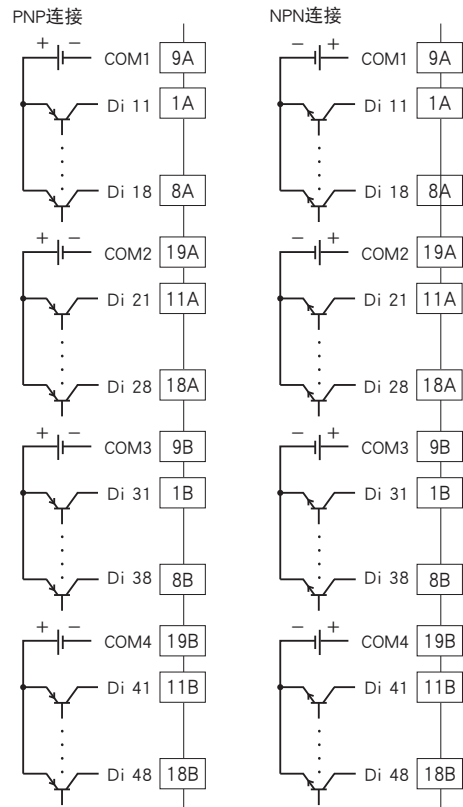 PNP连接
+ − COM1 9A
Di 11 1A
Di 18 8A
+ − COM2 19A
Di 21 11A
Di 28 18A
+ − COM3 9B
Di 31 1B
Di 38 8B
+ − COM4 19B
Di 41 11B
Di 48 18B
NPN连接
− + COM1 9A
Di 11 1A
Di 18 8A
− + COM2 19A
Di 21 11A
Di 28 18A
− + COM3 9B
Di 31 1B
Di 38 8B
− + COM4 19B
Di 41 11B
Di 48 18B